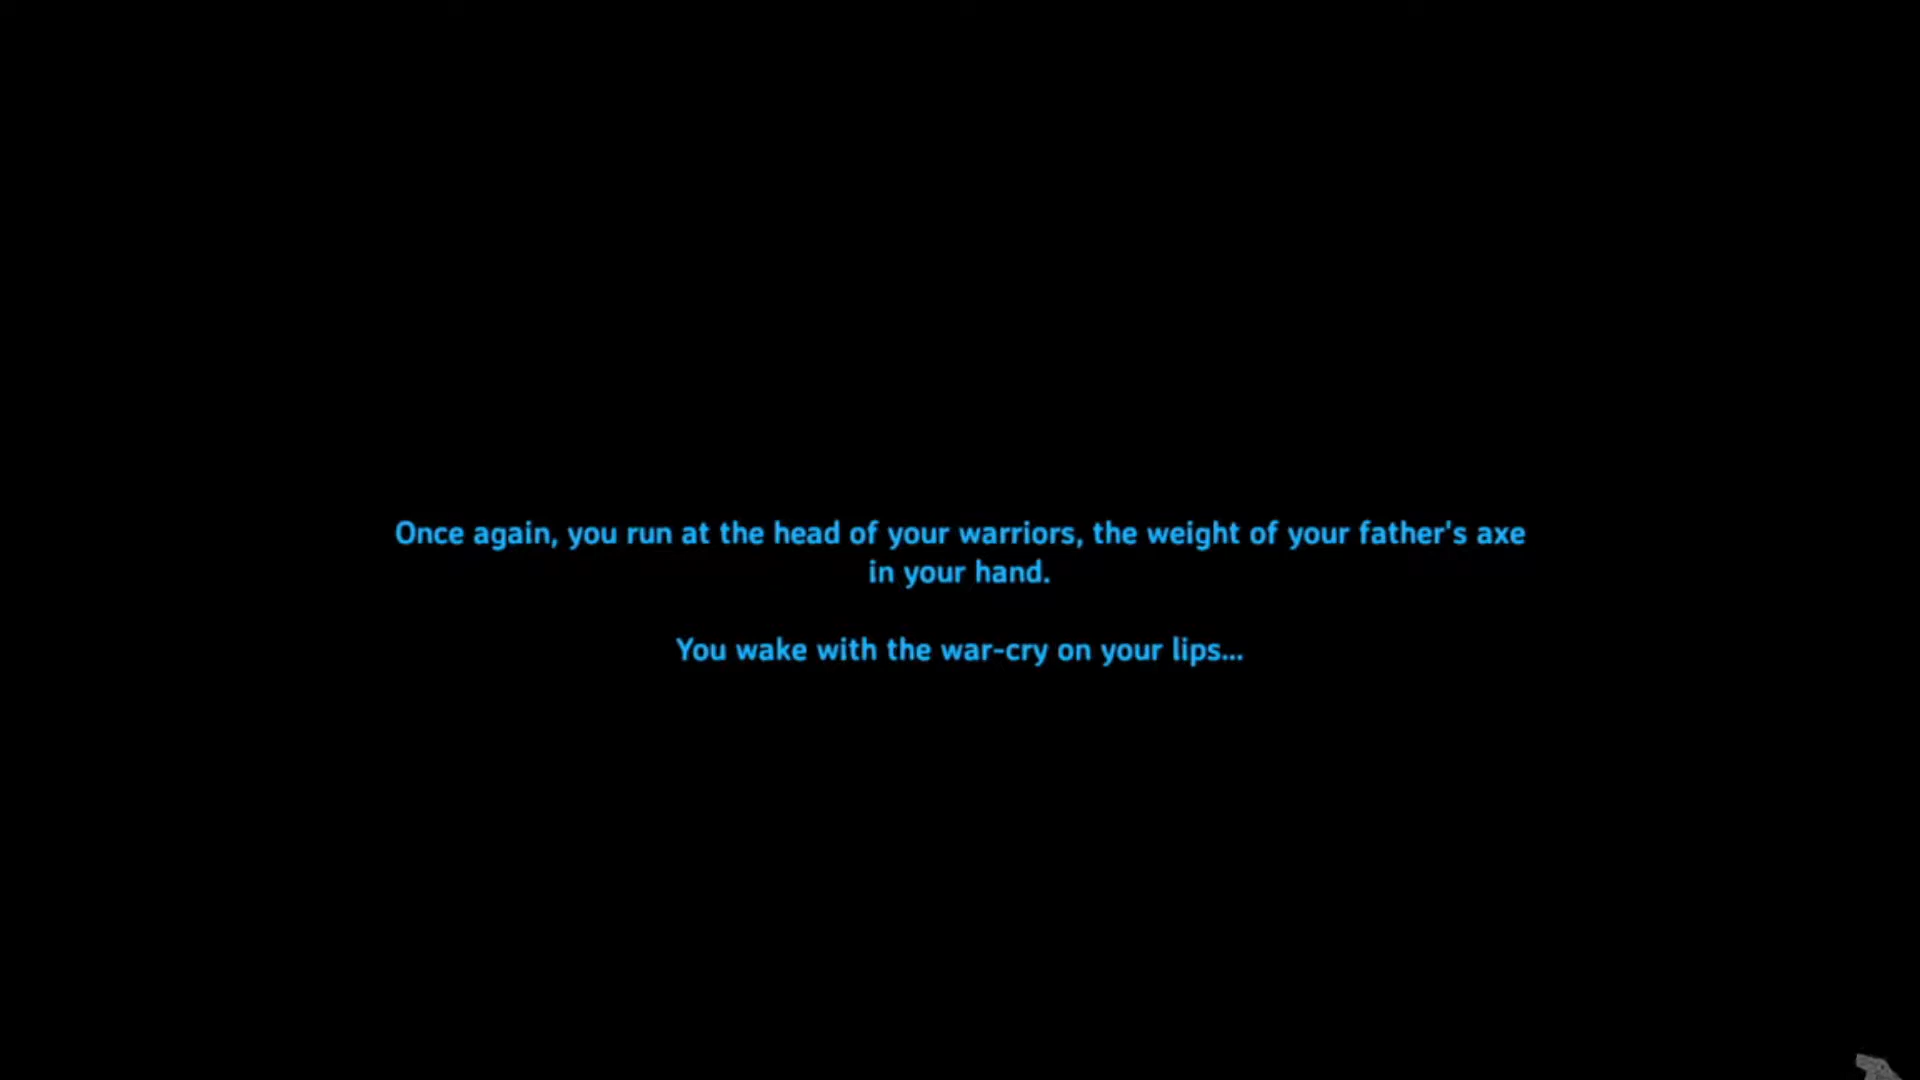 Once again, you run at the head of your warriors, the weight of your father's axe
in your hand.
You wake with the war-cry on your lips...